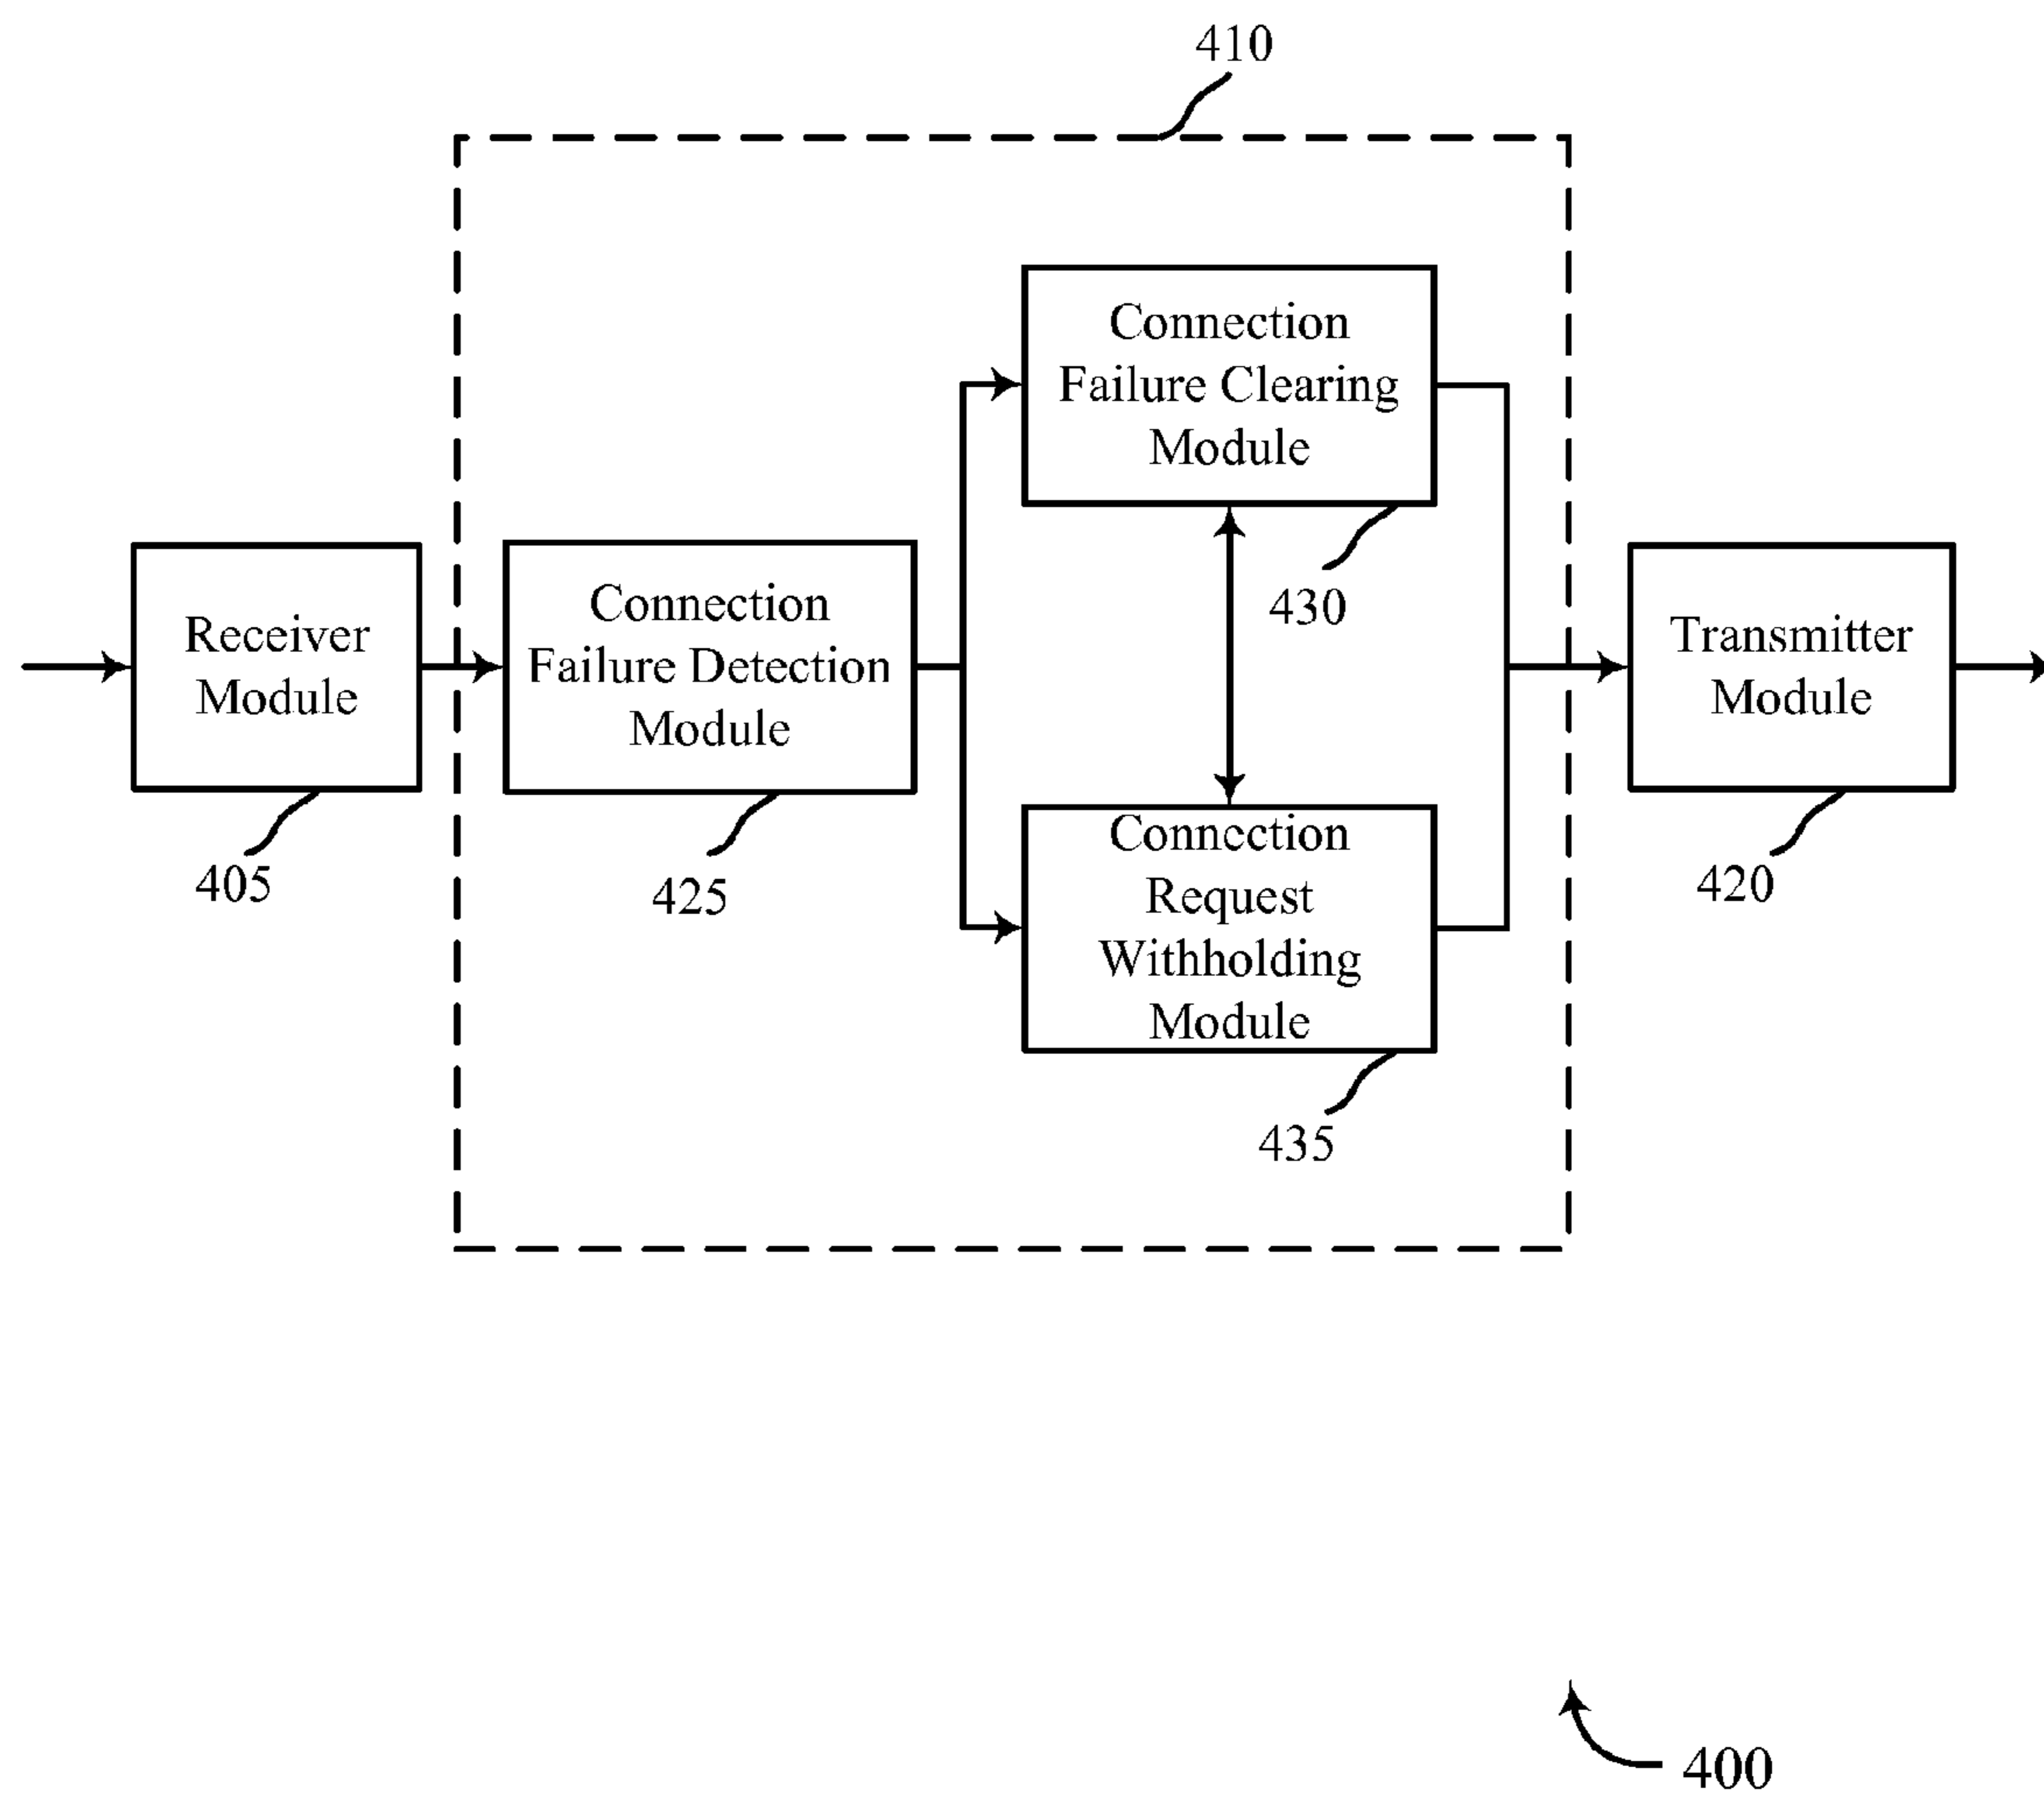 410
Connection
Failure Clearing
Module
430
Receiver
Module
405
Connection
Failure Detection
Module
425
Connection
Request
Withholding
Module
435
Transmitter
Module
420
400